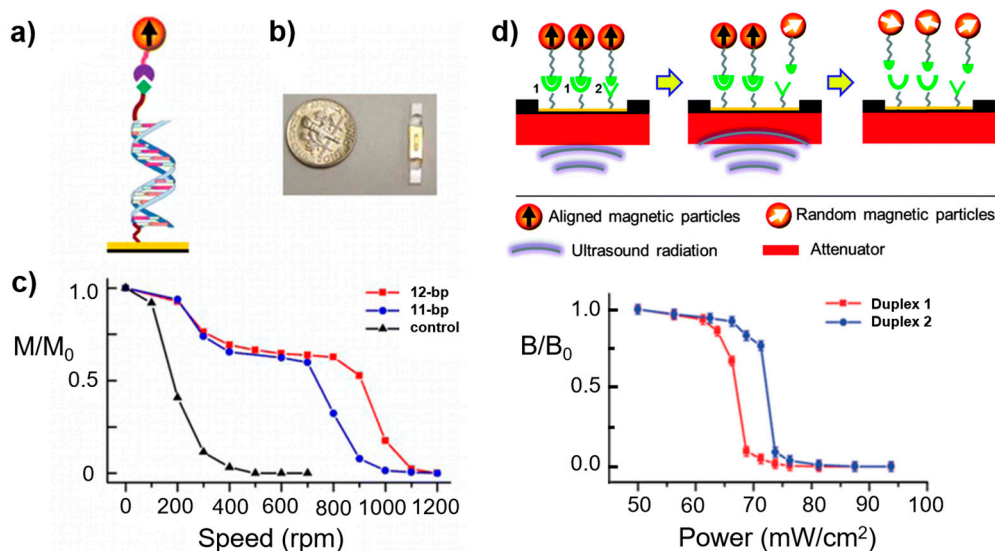 a)
b)
c)
1.0
M/M0
0.5
0
12-bp
11-bp
control
0 200 400 600 800 1000 1200
Speed (rpm)
d)
1 1 2
Aligned magnetic particles
Random magnetic particles
Ultrasound radiation
Attenuator
1.0
B/B0
0.5
0.0
Duplex 1
Duplex 2
50 60 70 80 90 100
Power (mW/cm²)